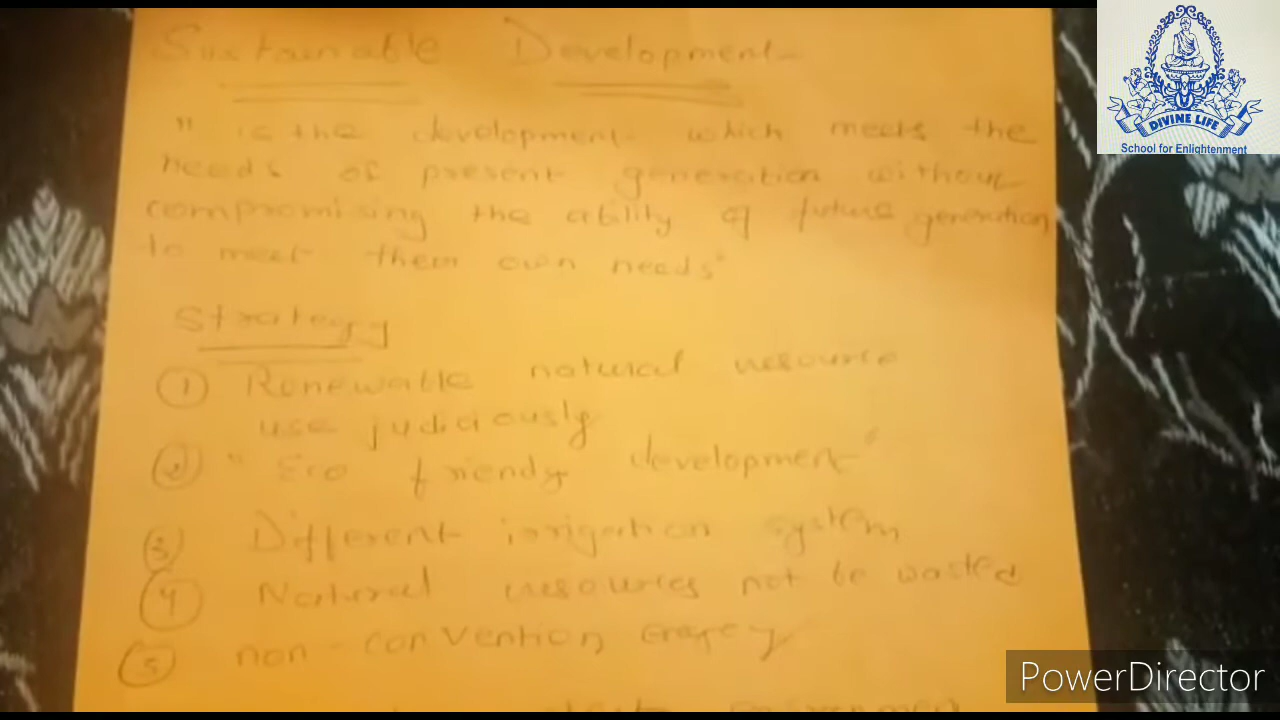 Sustainable Development
" is the development which meets the
needs of present generation without
compromising the ability of future generation
to meet them own needs"
Strategy
① Renewable natural resource
use judiciously
② " Eco friendy development "
③ Different irrigation system
④ Natural resources not be wasted
⑤ non-convention energy
DIVINE LIFE
School for Enlightenment
PowerDirector